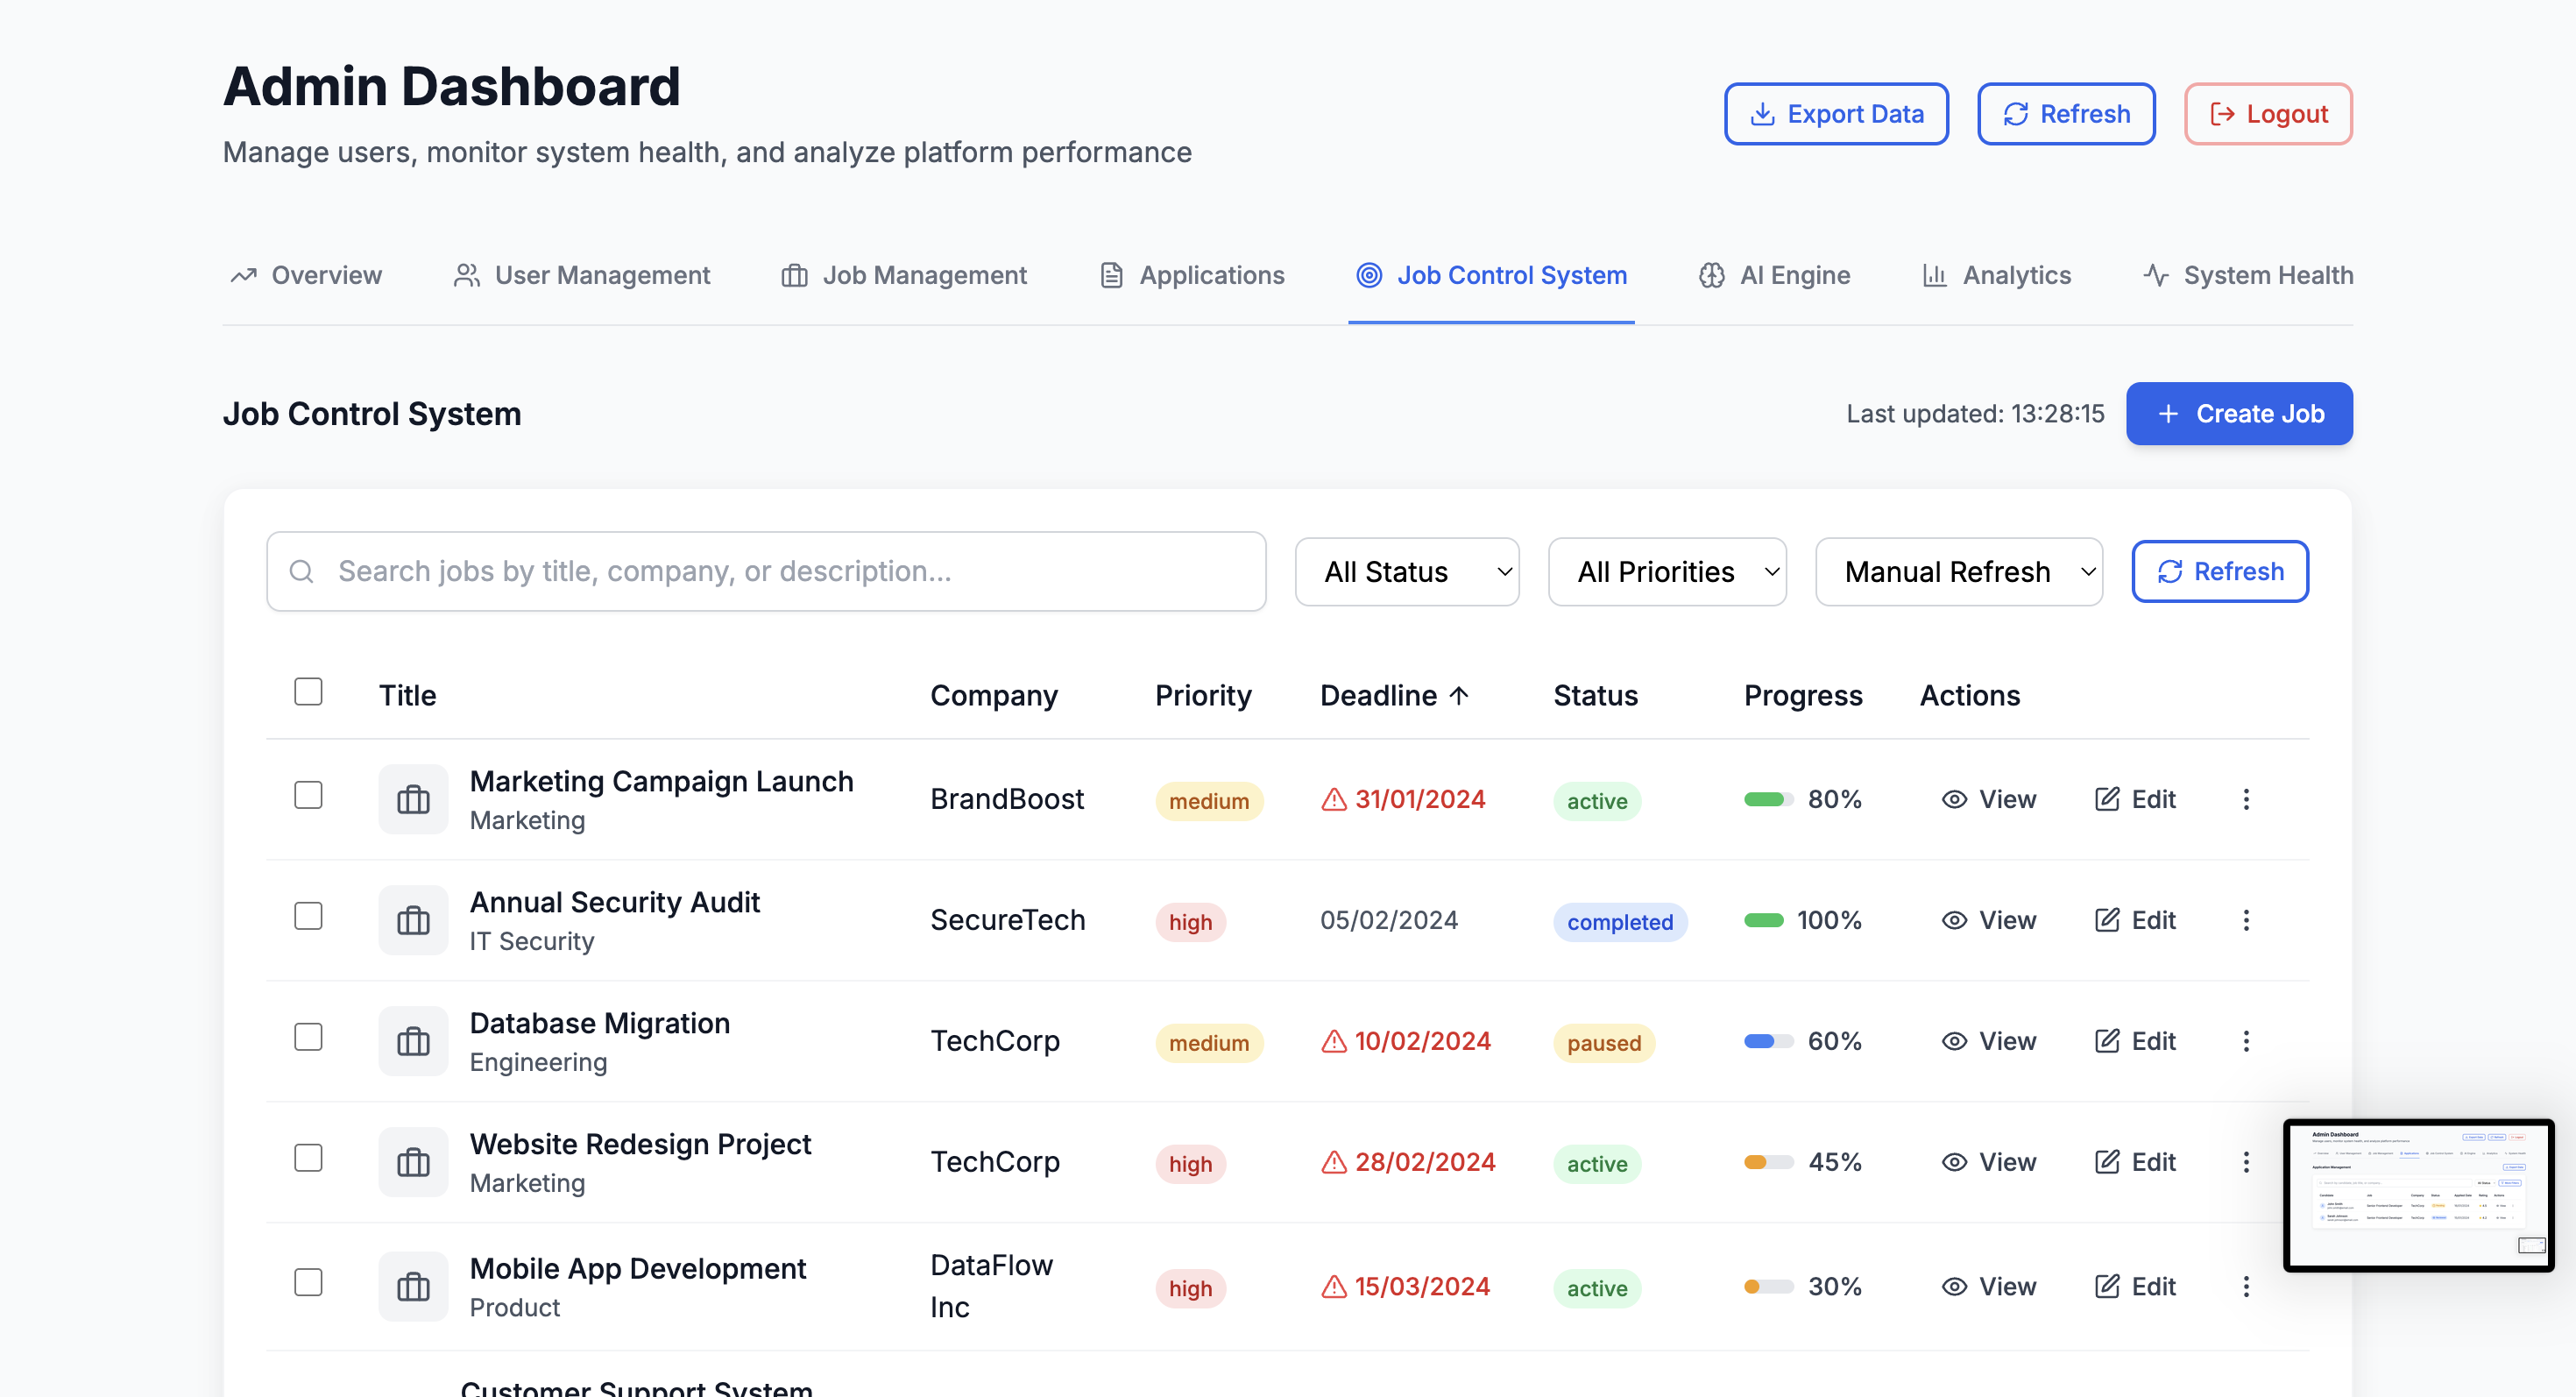 Admin Dashboard
Manage users, monitor system health, and analyze platform performance
Export Data
Refresh
Logout
Overview
User Management
Job Management
Applications
Job Control System
AI Engine
Analytics
System Health
Job Control System
Last updated: 13:28:15
Create Job
Search jobs by title, company, or description...
All Status
All Priorities
Manual Refresh
Refresh
Title Company Priority Deadline ↑ Status Progress Actions
Marketing Campaign Launch
Marketing
BrandBoost medium 31/01/2024 active 80% View Edit
Annual Security Audit
IT Security
SecureTech high 05/02/2024 completed 100% View Edit
Database Migration
Engineering
TechCorp medium 10/02/2024 paused 60% View Edit
Website Redesign Project
Marketing
TechCorp high 28/02/2024 active 45% View Edit
Mobile App Development
Product
DataFlow
Inc
high 15/03/2024 active 30% View Edit
Customer Support System
Admin Dashboard